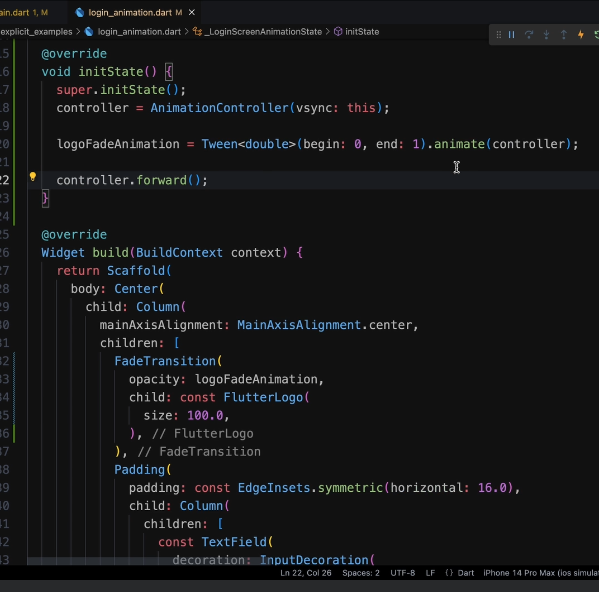 ain.dart 1, M
login_animation.dart M ×
explicit_examples > login_animation.dart > _LoginScreenAnimationState > initState
15 @override
16 void initState() {
17 super.initState();
18 controller = AnimationController(vsync: this);
19
20 logoFadeAnimation = Tween<double>(begin: 0, end: 1).animate(controller);
21
22 controller.forward();
23 }
24
25 @override
26 Widget build(BuildContext context) {
27 return Scaffold(
28 body: Center(
29 child: Column(
30 mainAxisAlignment: MainAxisAlignment.center,
31 children: [
32 FadeTransition(
33 opacity: logoFadeAnimation,
34 child: const FlutterLogo(
35 size: 100.0,
36 ), // FlutterLogo
37 ), // FadeTransition
38 Padding(
39 padding: const EdgeInsets.symmetric(horizontal: 16.0),
40 child: Column(
41 children: [
42 const TextField(
43 decoration: InputDecoration(
Ln 22, Col 26 Spaces: 2 UTF-8 LF {} Dart iPhone 14 Pro Max (ios simulat